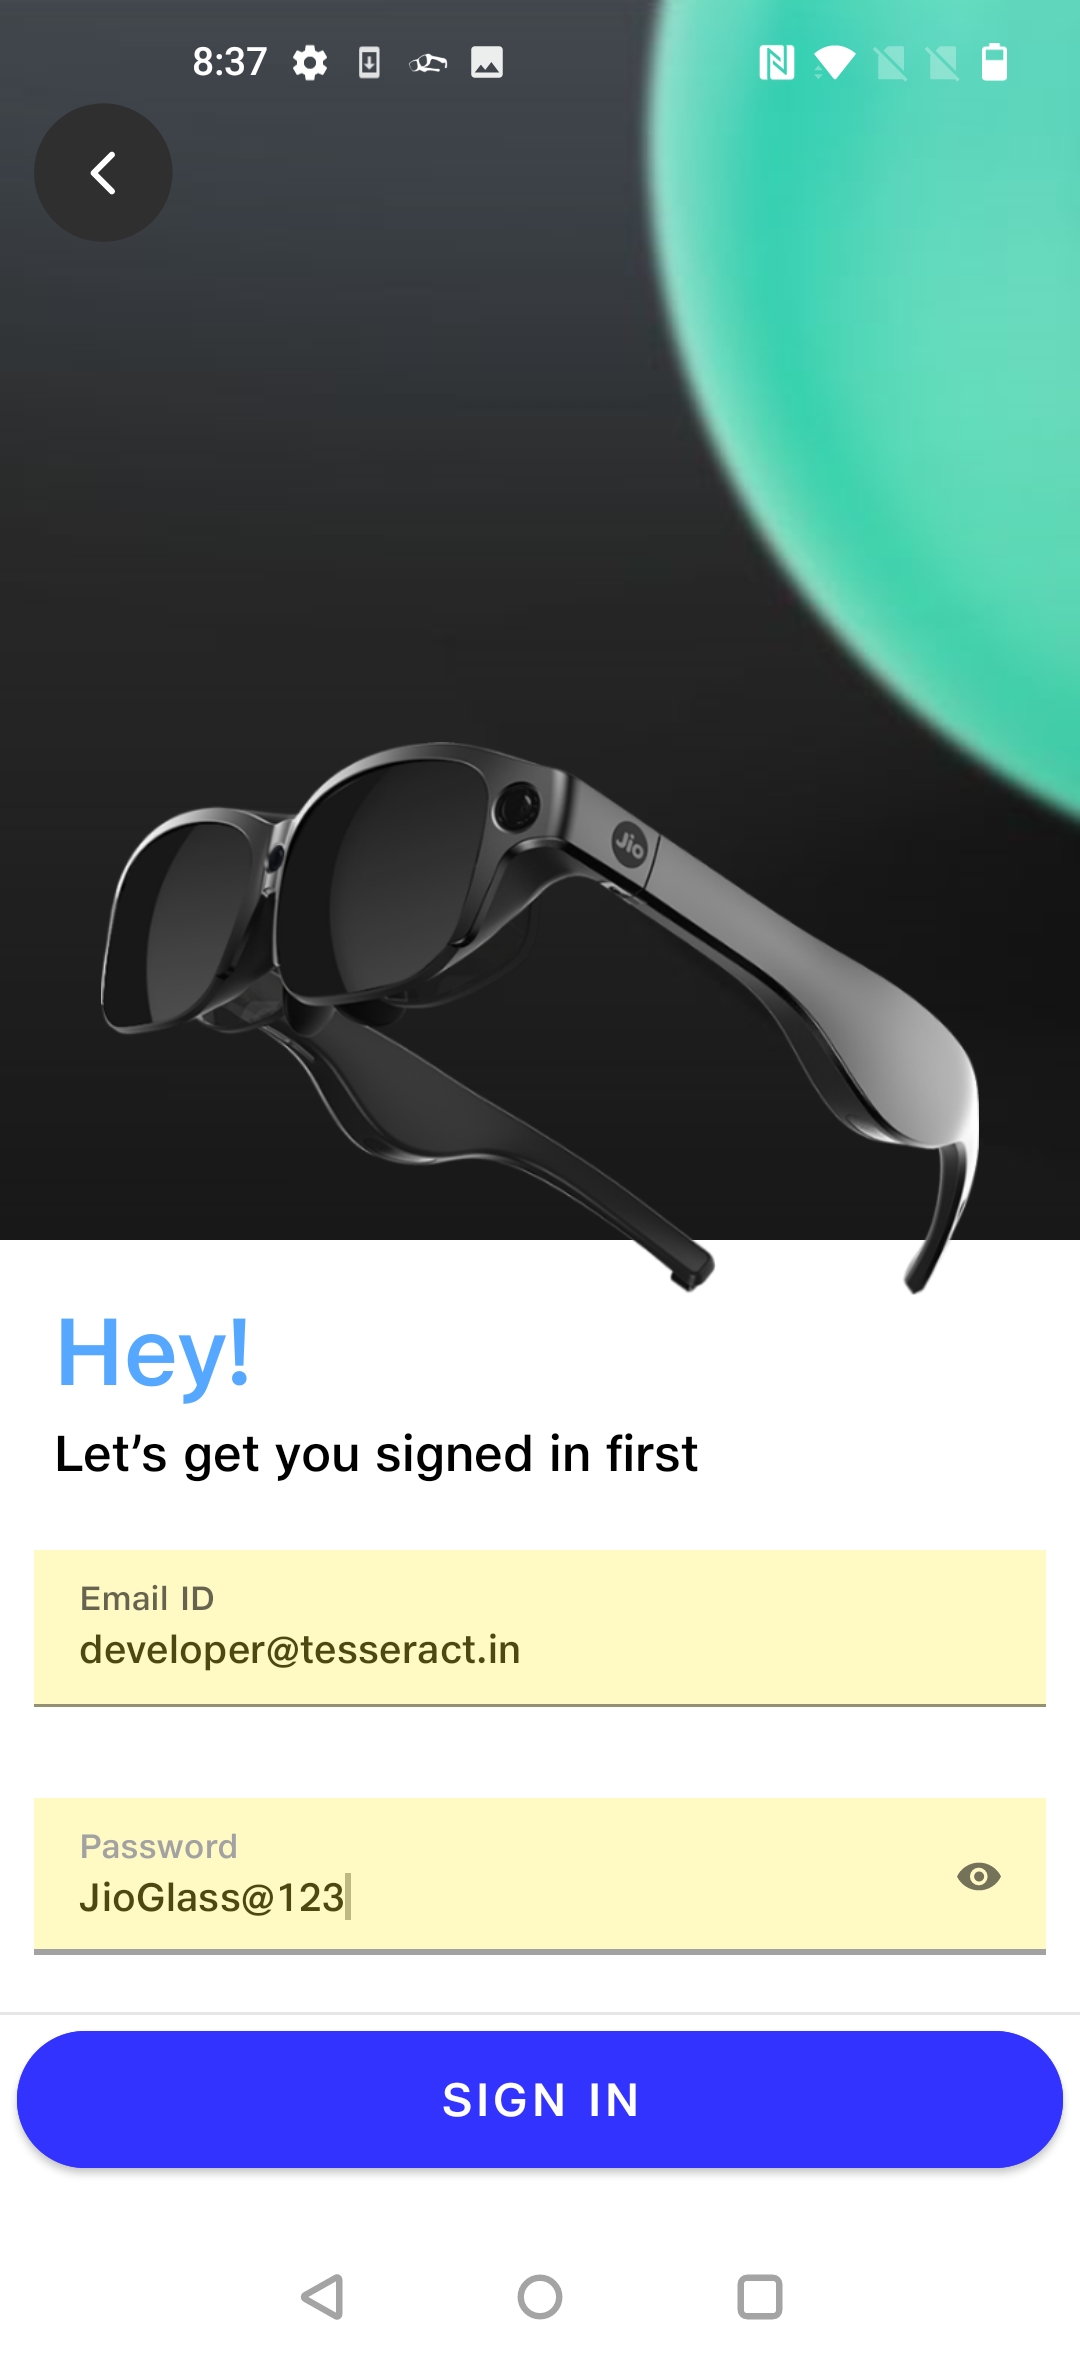 8:37
Jio
Hey!
Let's get you signed in first
Email ID
developer@tesseract.in
Password
JioGlass@123
SIGN IN